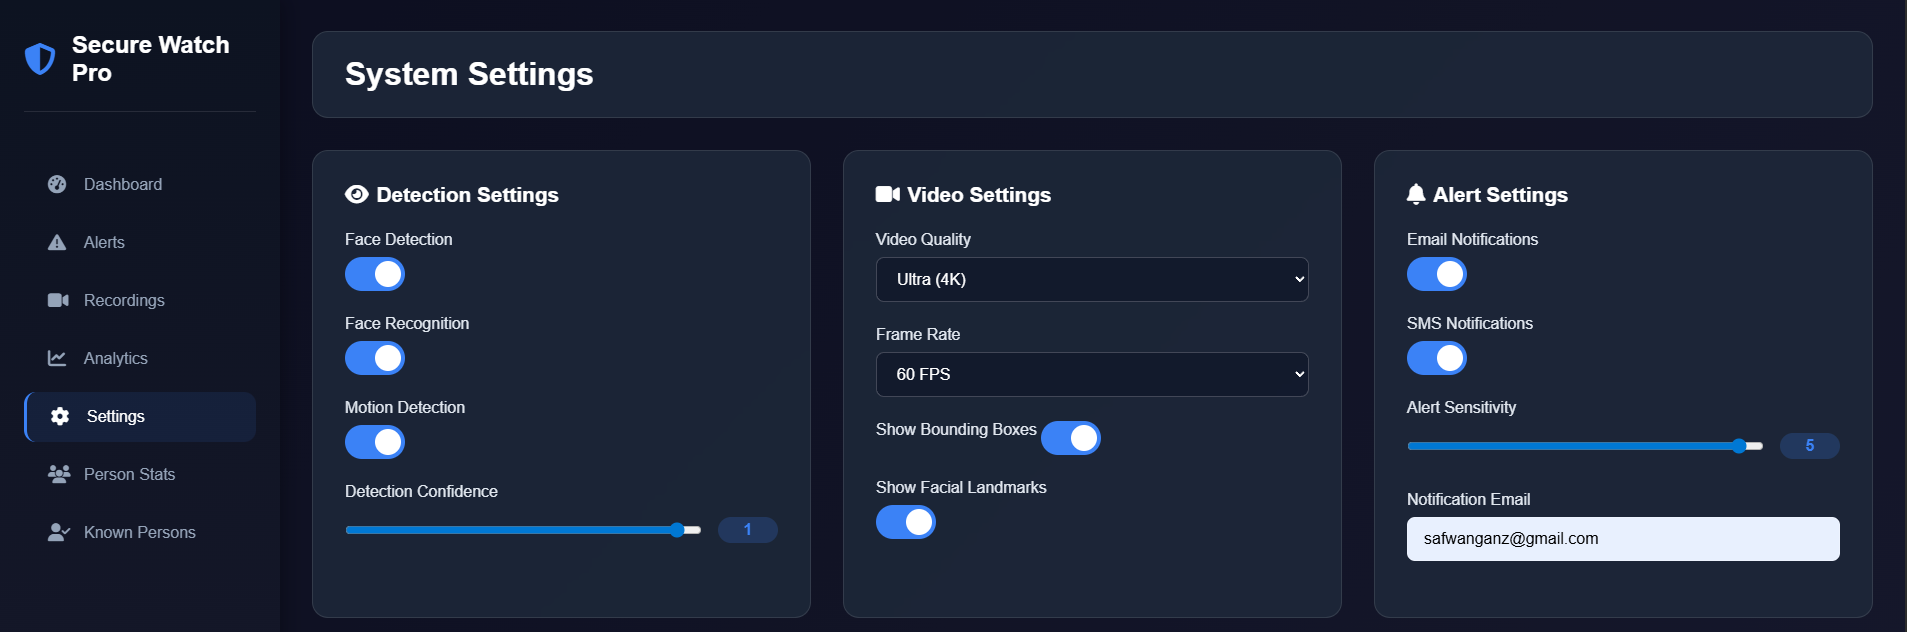 Secure Watch
Pro
Dashboard
Alerts
Recordings
Analytics
Settings
Person Stats
Known Persons
System Settings
Detection Settings
Face Detection
Face Recognition
Motion Detection
Detection Confidence
1
Video Settings
Video Quality
Ultra (4K)
Frame Rate
60 FPS
Show Bounding Boxes
Show Facial Landmarks
Alert Settings
Email Notifications
SMS Notifications
Alert Sensitivity
5
Notification Email
safwanganz@gmail.com